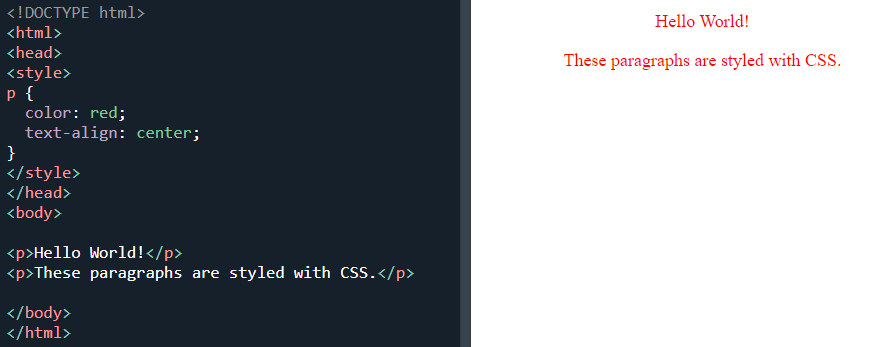 <!DOCTYPE html>
<html>
<head>
<style>
p {
  color: red;
  text-align: center;
}
</style>
</head>
<body>

<p>Hello World!</p>
<p>These paragraphs are styled with CSS.</p>

</body>
</html>
Hello World!
These paragraphs are styled with CSS.